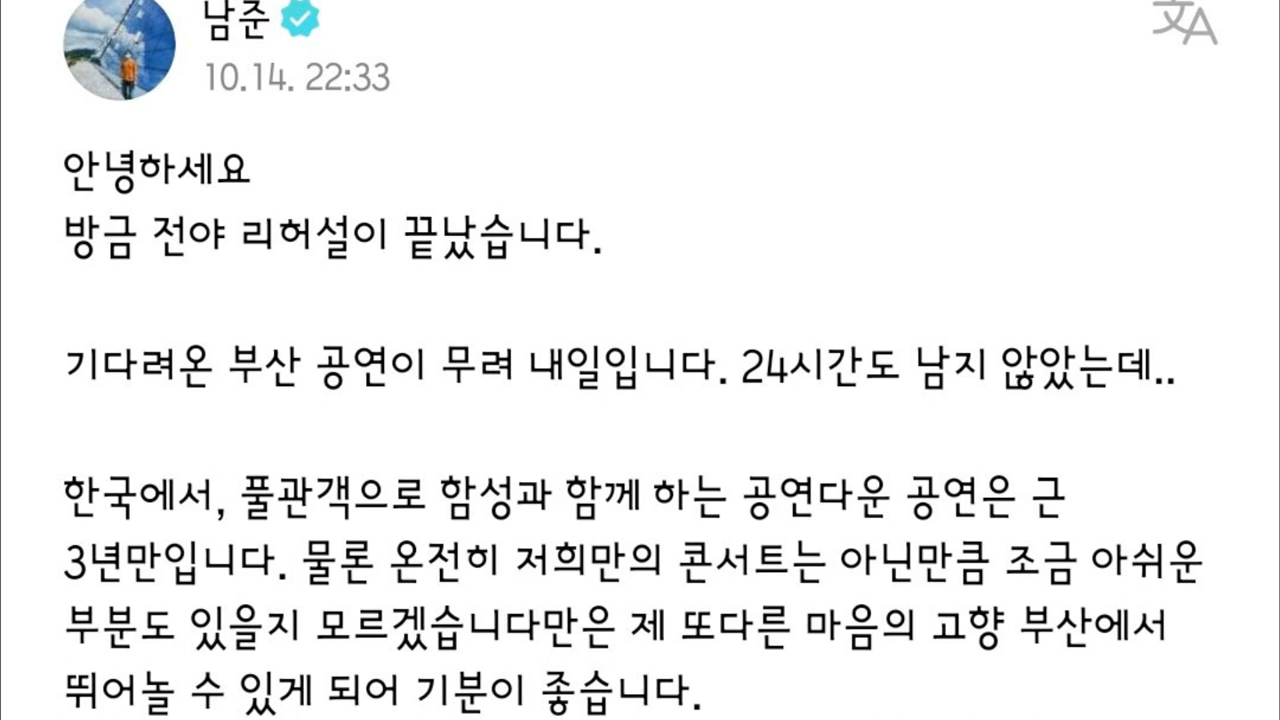 남준
10.14. 22:33
안녕하세요
방금 전야 리허설이 끝났습니다.
기다려온 부산 공연이 무려 내일입니다. 24시간도 남지 않았는데..
한국에서, 풀관객으로 함성과 함께 하는 공연다운 공연은 근
3년만입니다. 물론 온전히 저희만의 콘서트는 아닌만큼 조금 아쉬운
부분도 있을지 모르겠습니다만은 제 또다른 마음의 고향 부산에서
뛰어놀 수 있게 되어 기분이 좋습니다.